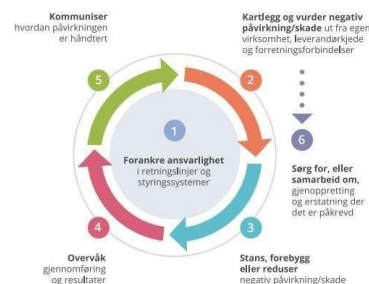 Kommuniser
hvordan påvirkningen
er håndtert
5
Kartlegg og vurder negativ
påvirkning/skade ut fra egen
virksomhet, leverandørkjede
og forretningsforbindelser
2
1
Forankre ansvarlighet
i retningslinjer og
styringssystemer
6
Sørg for, eller
samarbeid om,
gjenoppretting
og erstatning der
det er påkrevd
4
Overvåk
gjennomføring
og resultater
3
Stans, forebygg
eller reduser
negativ påvirkning/skade